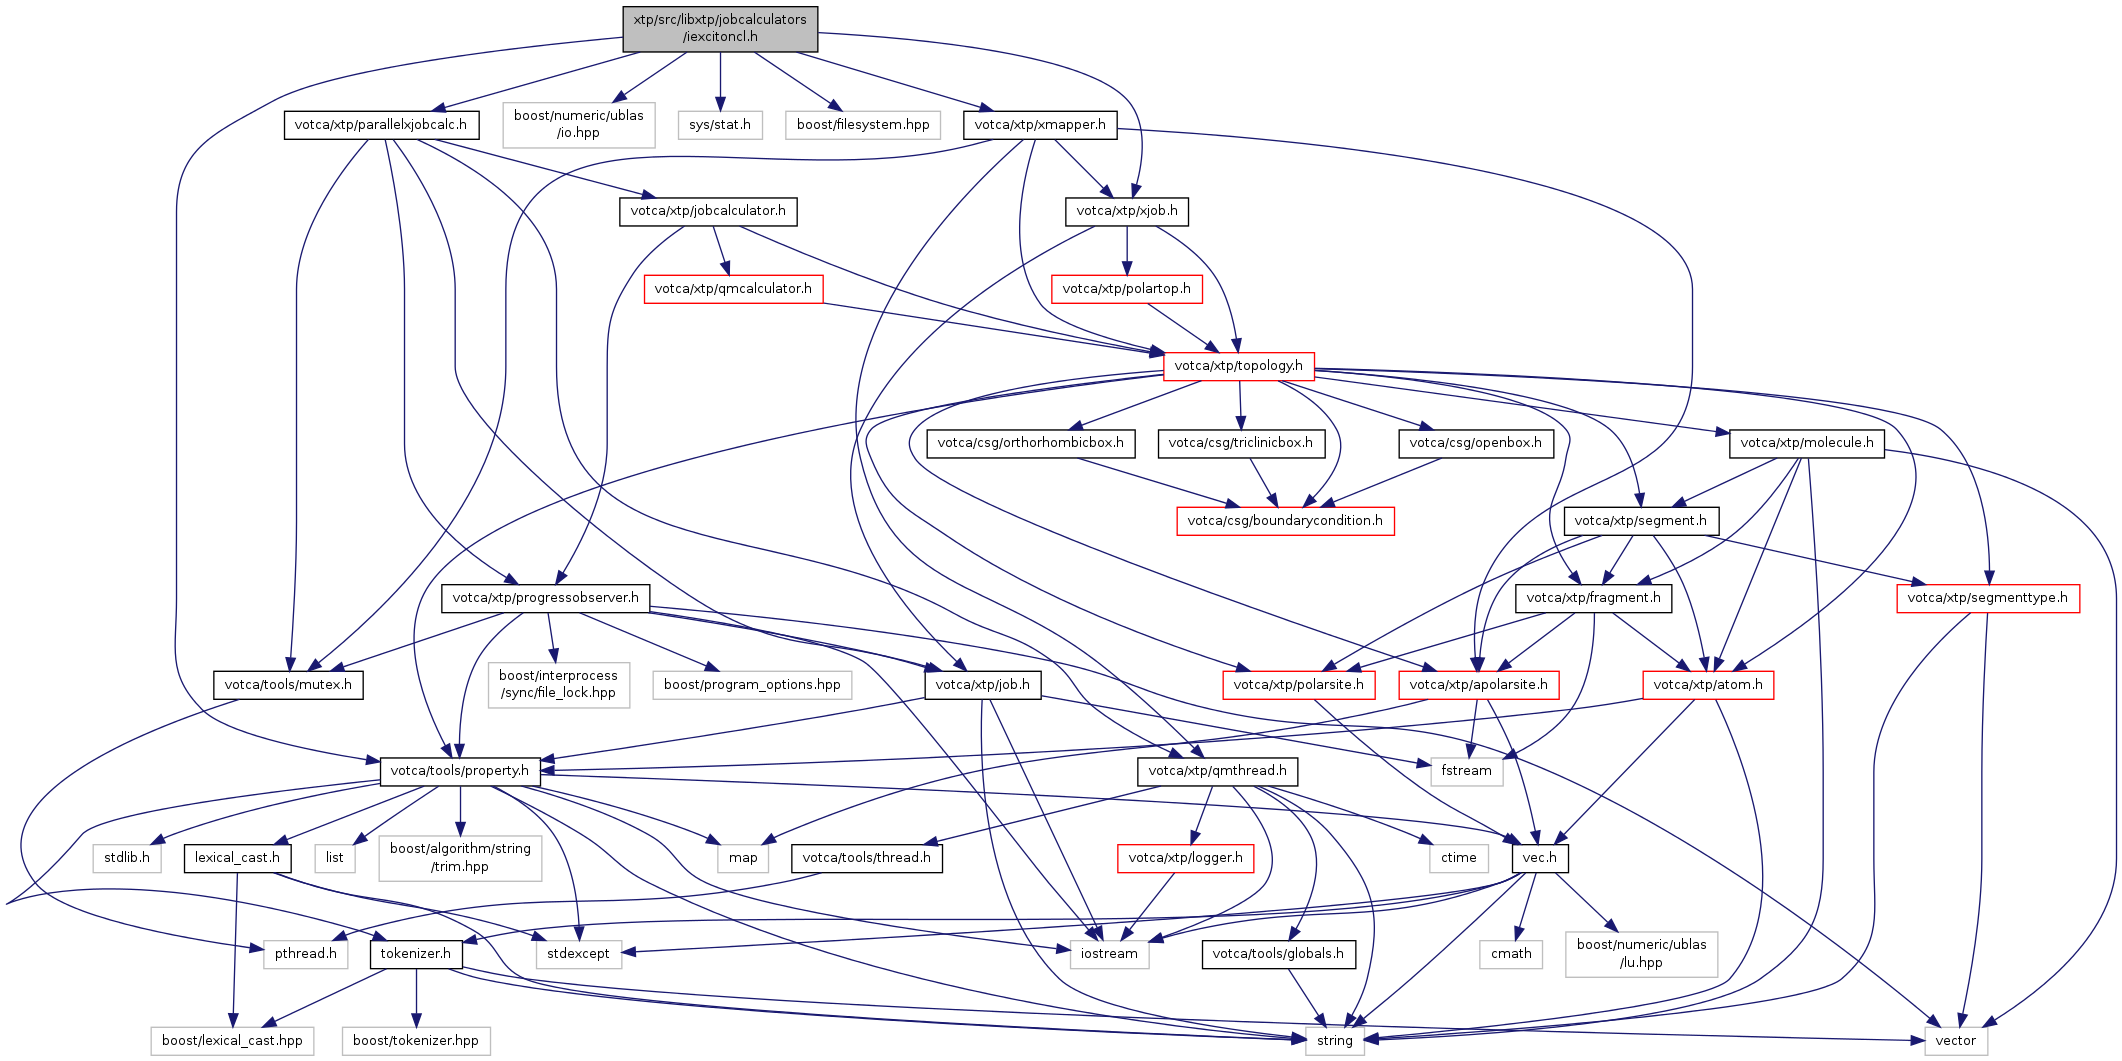 xtp/src/libxtp/jobcalculators
/iexcitoncl.h
votca/xtp/parallelxjobcalc.h
boost/numeric/ublas
/io.hpp
sys/stat.h
boost/filesystem.hpp
votca/xtp/xmapper.h
votca/xtp/jobcalculator.h
votca/xtp/xjob.h
votca/xtp/qmcalculator.h
votca/xtp/polartop.h
votca/xtp/topology.h
votca/csg/orthorhombicbox.h
votca/csg/triclinicbox.h
votca/csg/openbox.h
votca/xtp/molecule.h
votca/csg/boundarycondition.h
votca/xtp/segment.h
votca/xtp/progressobserver.h
votca/xtp/fragment.h
votca/xtp/segmenttype.h
votca/tools/mutex.h
boost/interprocess
/sync/file_lock.hpp
boost/program_options.hpp
votca/xtp/job.h
votca/xtp/polarsite.h
votca/xtp/apolarsite.h
votca/xtp/atom.h
votca/tools/property.h
votca/xtp/qmthread.h
fstream
stdlib.h
lexical_cast.h
list
boost/algorithm/string
/trim.hpp
map
votca/tools/thread.h
votca/xtp/logger.h
ctime
vec.h
pthread.h
tokenizer.h
stdexcept
iostream
votca/tools/globals.h
cmath
boost/numeric/ublas
/lu.hpp
boost/lexical_cast.hpp
boost/tokenizer.hpp
string
vector